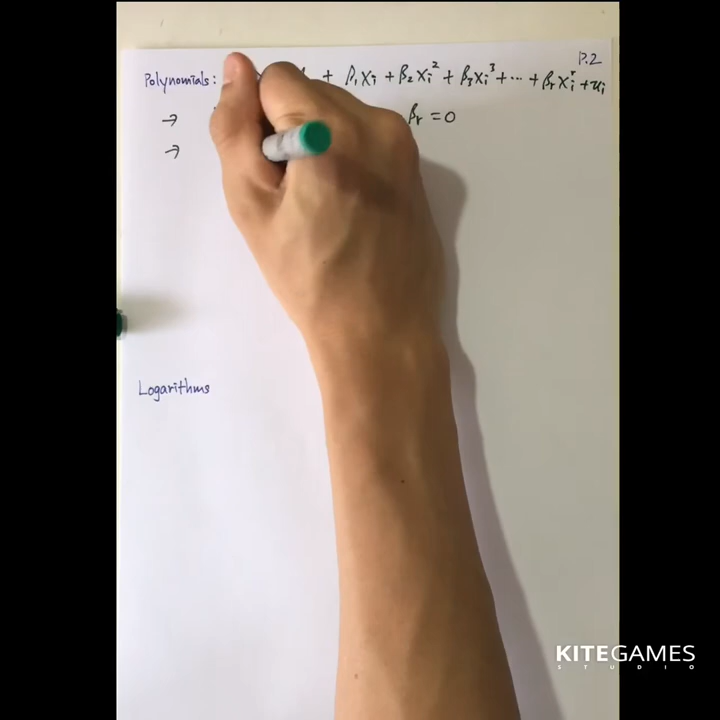 P.2
Polynomials: + β₁Xᵢ + β₂Xᵢ² + β₃Xᵢ³ + ... + βᵣXᵢʳ + uᵢ
→ βᵣ = 0
→
Logarithms
KITEGAMES
STUDIO